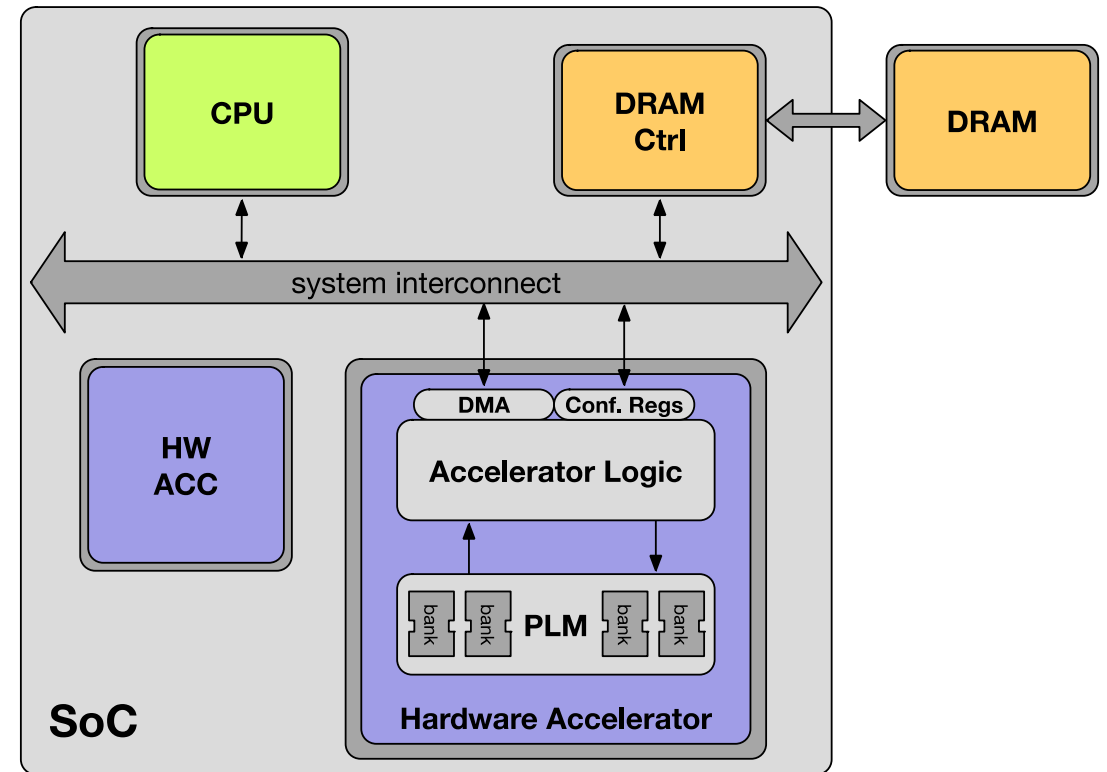 CPU
DRAM
Ctrl
DRAM
system interconnect
HW
ACC
DMA
Conf. Regs
Accelerator Logic
bank
bank
PLM
bank
bank
Hardware Accelerator
SoC